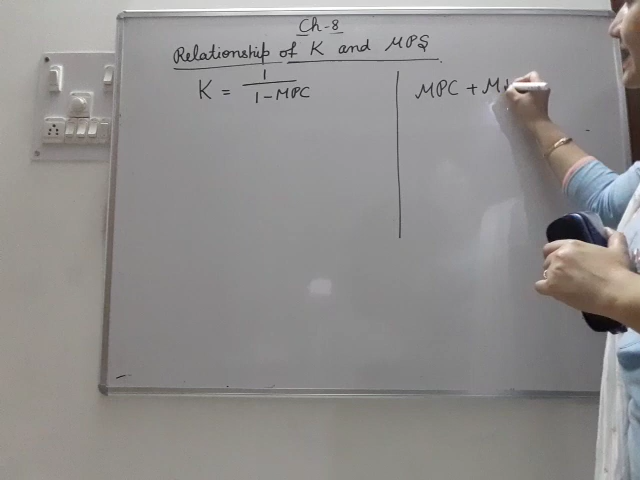 Ch-8
Relationship of K and MPS.
K = 1/1-MPC
MPC + M